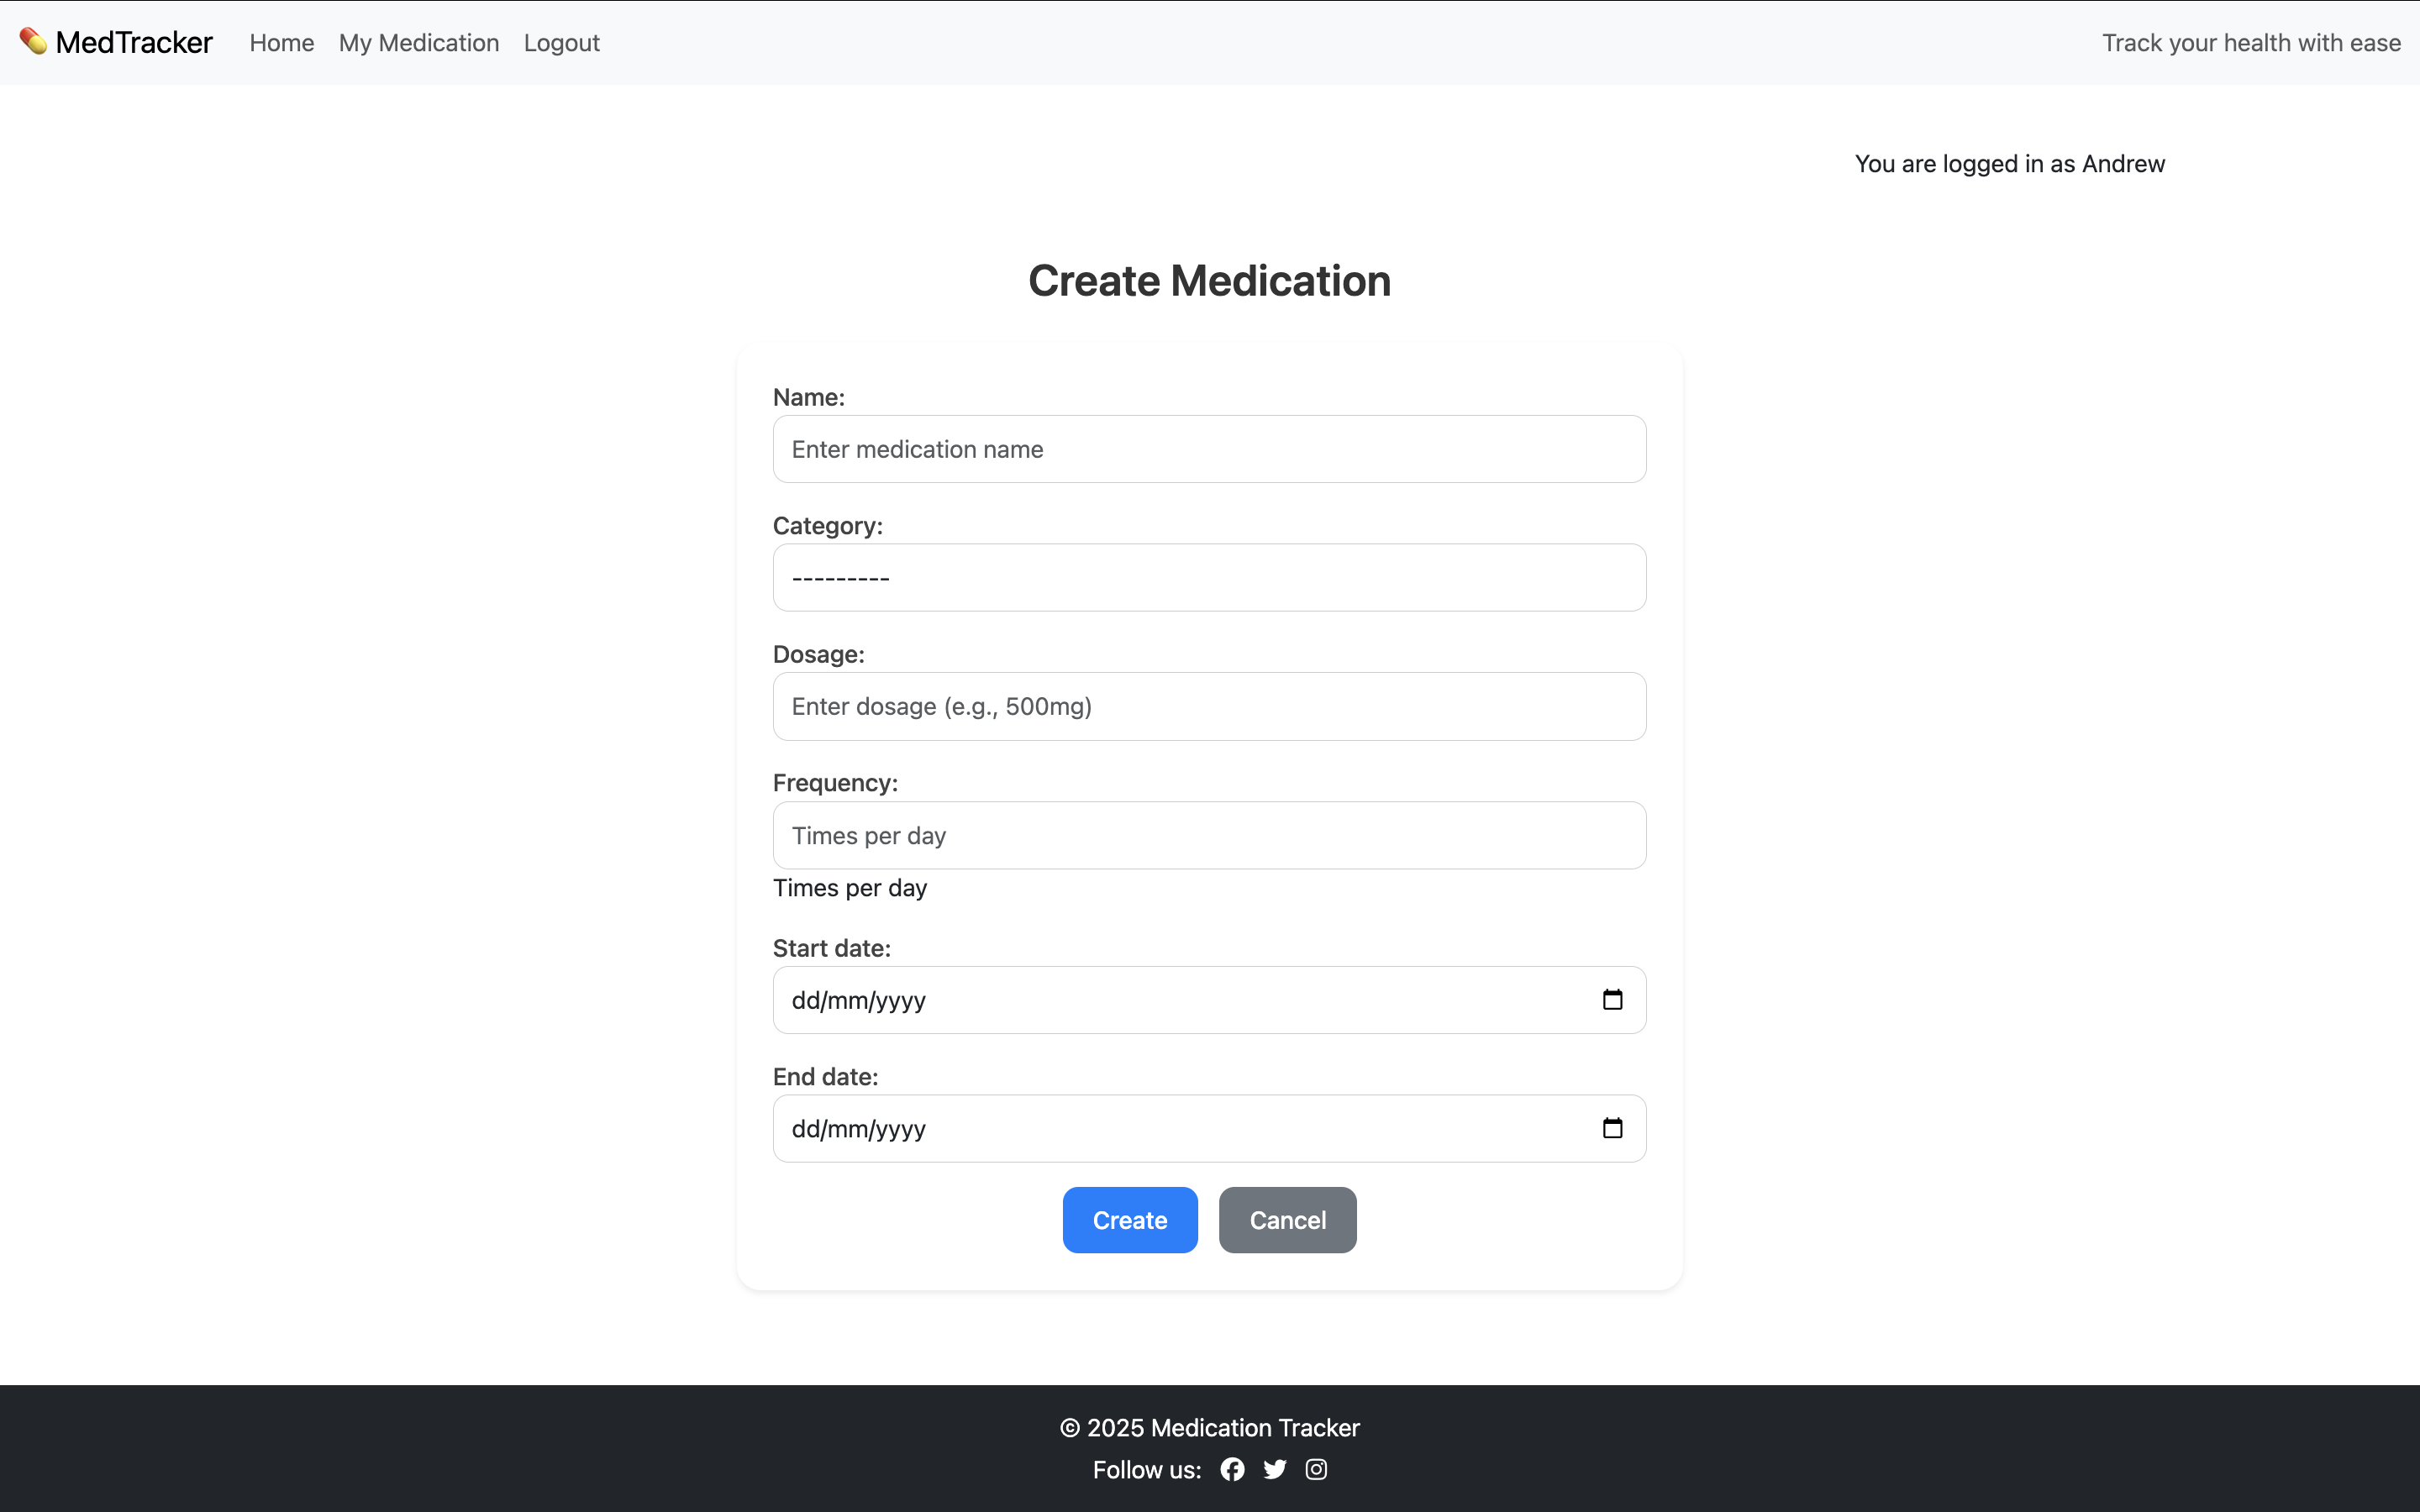 MedTracker Home My Medication Logout Track your health with ease
You are logged in as Andrew
Create Medication
Name:
Enter medication name
Category:
---------
Dosage:
Enter dosage (e.g., 500mg)
Frequency:
Times per day
Times per day
Start date:
dd/mm/yyyy
End date:
dd/mm/yyyy
Create Cancel
© 2025 Medication Tracker
Follow us: